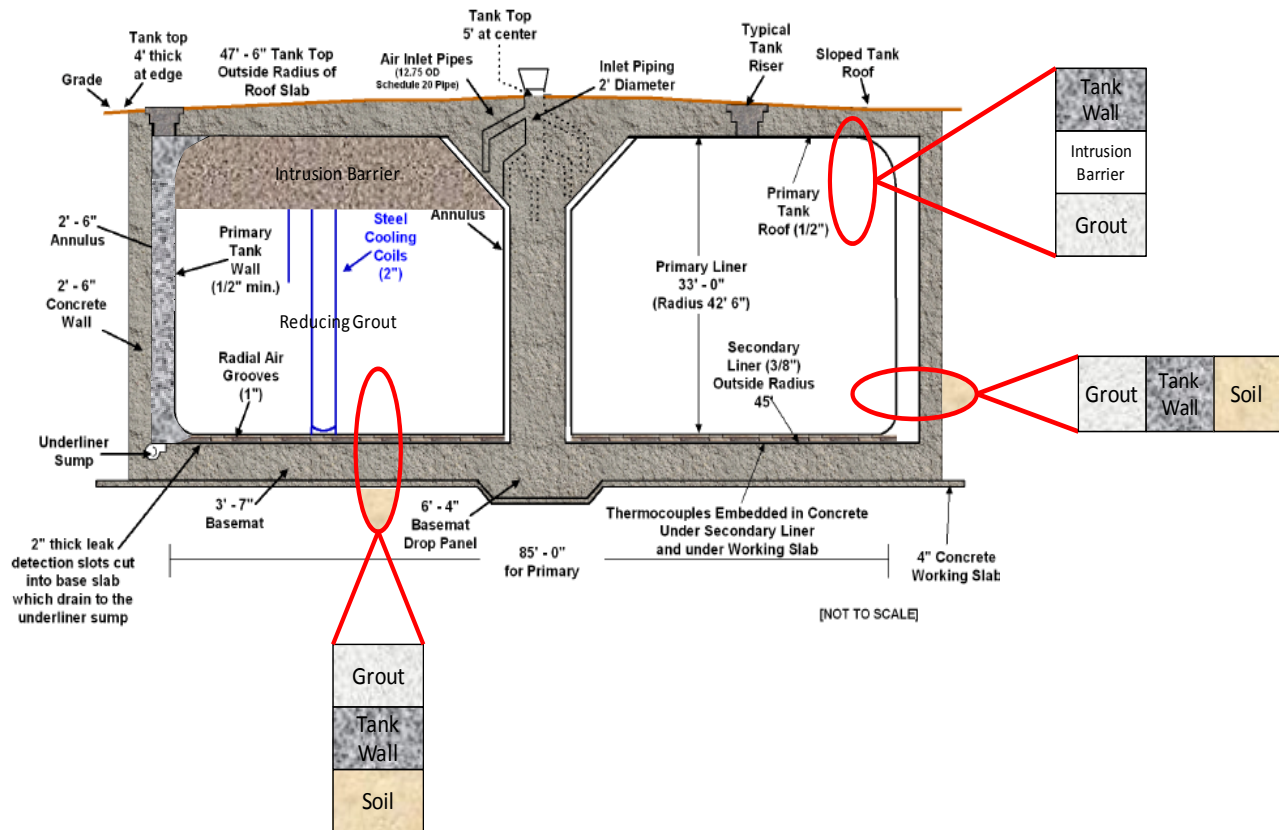 Tank top
4' thick
at edge
Grade
47' - 6" Tank Top
Outside Radius of
Roof Slab
Air Inlet Pipes
(12.75 OD
Schedule 20 Pipe)
Tank Top
5' at center
Inlet Piping
2' Diameter
Typical
Tank
Riser
Sloped Tank
Roof
Tank
Wall
Intrusion
Barrier
Grout
Intrusion Barrier
2' - 6"
Annulus
Primary
Tank
Wall
(1/2" min.)
Steel
Cooling
Coils
(2")
Annulus
Primary
Tank
Roof (1/2")
Primary Liner
33' - 0"
(Radius 42' 6")
2' - 6"
Concrete
Wall
Reducing Grout
Radial Air
Grooves
(1")
Secondary
Liner (3/8")
Outside Radius
45'
Grout
Tank
Wall
Soil
Underliner
Sump
3' - 7"
Basemat
6' - 4"
Basemat
Drop Panel
Thermocouples Embedded in Concrete
Under Secondary Liner
and under Working Slab
2" thick leak
detection slots cut
into base slab
which drain to the
underliner sump
85' - 0"
for Primary
4" Concrete
Working Slab
[NOT TO SCALE]
Grout
Tank
Wall
Soil